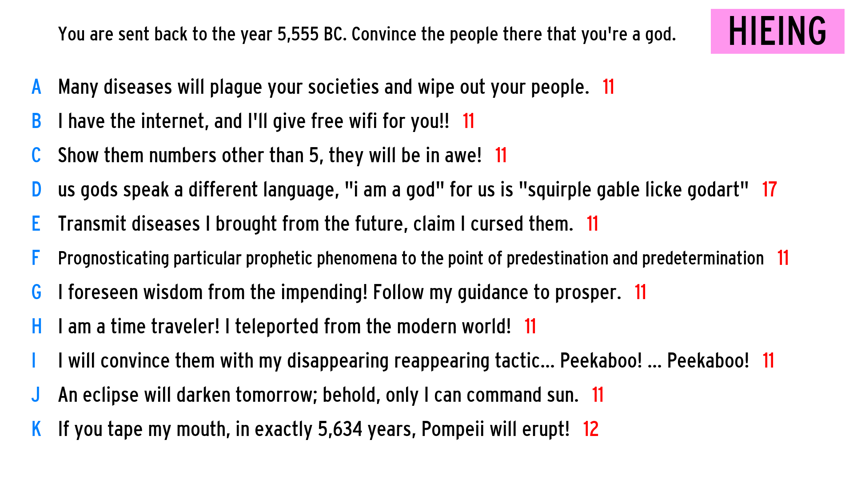 You are sent back to the year 5,555 BC. Convince the people there that you're a god.
HIEING
A Many diseases will plague your societies and wipe out your people. 11
B I have the internet, and I'll give free wifi for you!! 11
C Show them numbers other than 5, they will be in awe! 11
D us gods speak a different language, "i am a god" for us is "squirple gable licke godart" 17
E Transmit diseases I brought from the future, claim I cursed them. 11
F Prognosticating particular prophetic phenomena to the point of predestination and predetermination 11
G I foreseen wisdom from the impending! Follow my guidance to prosper. 11
H I am a time traveler! I teleported from the modern world! 11
I I will convince them with my disappearing reappearing tactic... Peekaboo! ... Peekaboo! 11
J An eclipse will darken tomorrow; behold, only I can command sun. 11
K If you tape my mouth, in exactly 5,634 years, Pompeii will erupt! 12